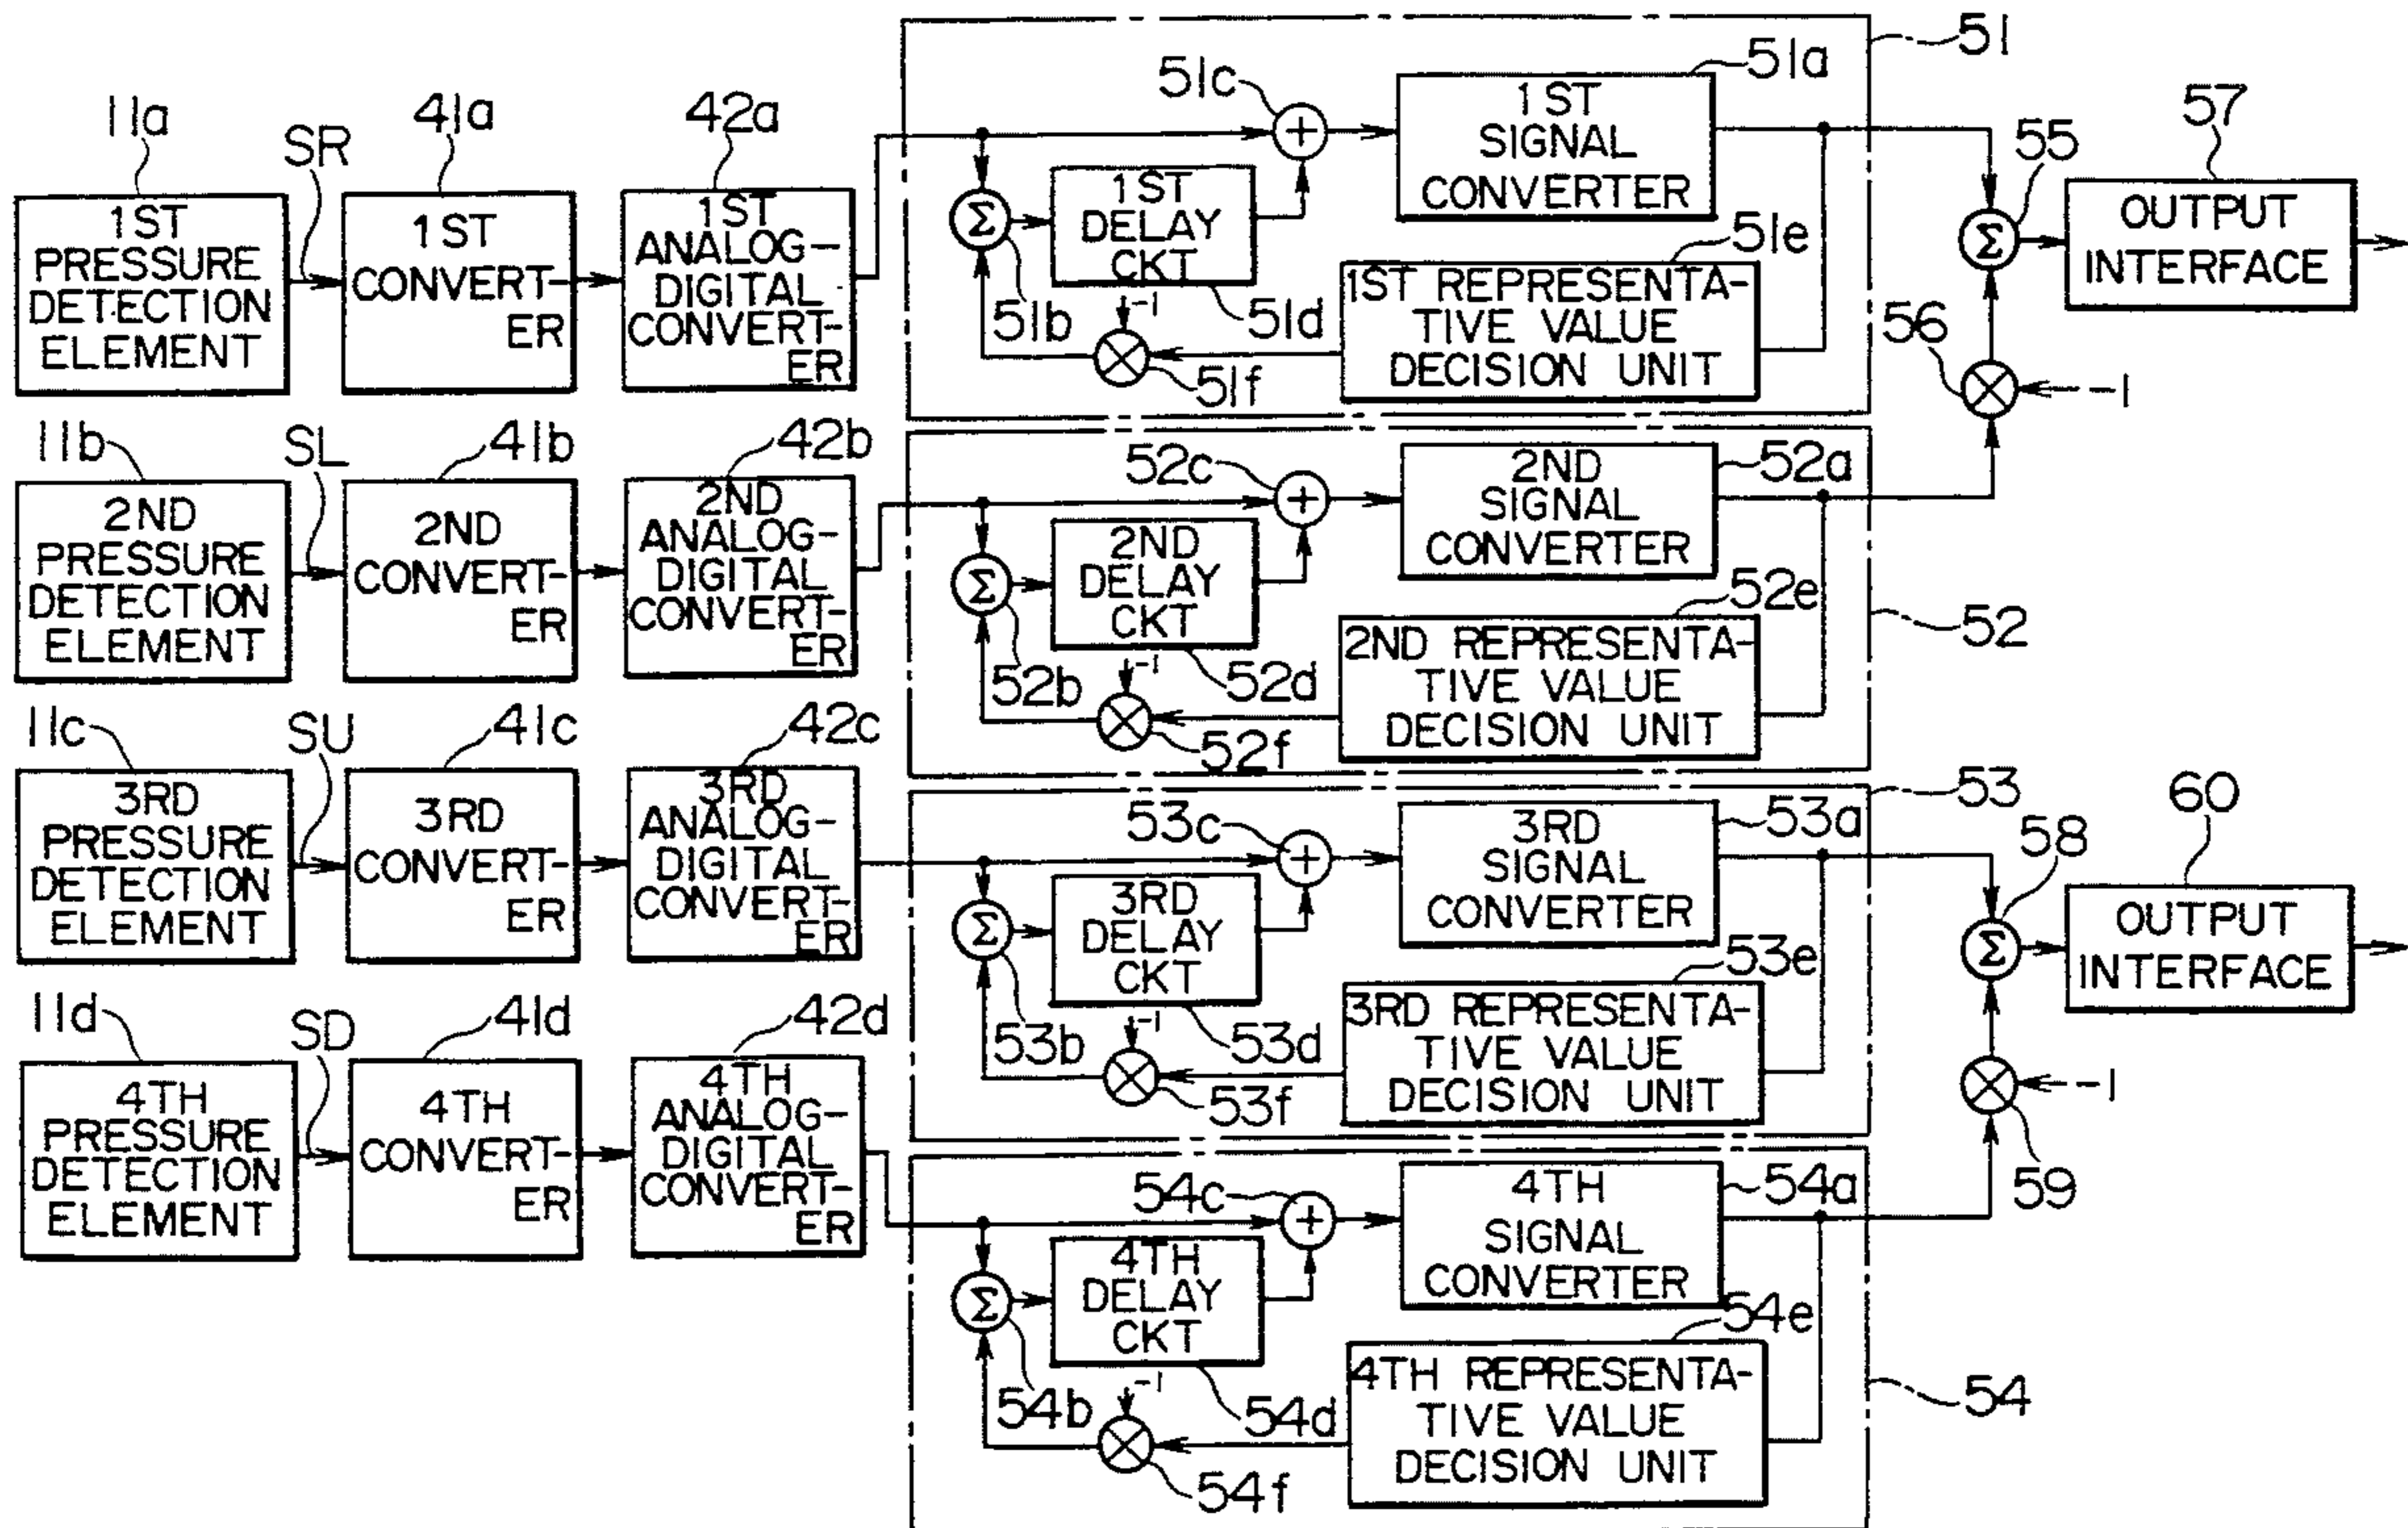 51
51a
51c
57
55
11a
SR
41a
42a
1ST
PRESSURE
DETECTION
ELEMENT
1ST
CONVERT-
ER
1ST
ANALOG-
DIGITAL
CONVERT-
ER
+
1ST
SIGNAL
CONVERTER
Σ
1ST
DELAY
CKT
51e
1ST REPRESENTA-
TIVE VALUE
DECISION UNIT
51b
-1
51d
51f
Σ
OUTPUT
INTERFACE
56
-1
11b
SL
41b
42b
2ND
PRESSURE
DETECTION
ELEMENT
2ND
CONVERT-
ER
2ND
ANALOG-
DIGITAL
CONVERT-
ER
52c
+
52a
2ND
SIGNAL
CONVERTER
Σ
2ND
DELAY
CKT
52e
52
2ND REPRESENTA-
TIVE VALUE
DECISION UNIT
52b
-1
52d
52f
11c
SU
41c
42c
3RD
PRESSURE
DETECTION
ELEMENT
3RD
CONVERT-
ER
3RD
ANALOG-
DIGITAL
CONVERT-
ER
53
53c
+
53a
3RD
SIGNAL
CONVERTER
58
60
Σ
3RD
DELAY
CKT
53e
3RD REPRESENTA-
TIVE VALUE
DECISION UNIT
53b
-1
53d
53f
Σ
OUTPUT
INTERFACE
-1
59
11d
SD
41d
42d
4TH
PRESSURE
DETECTION
ELEMENT
4TH
CONVERT-
ER
4TH
ANALOG-
DIGITAL
CONVERT-
ER
54c
+
54a
4TH
SIGNAL
CONVERTER
Σ
4TH
DELAY
CKT
54e
4TH REPRESENTA-
TIVE VALUE
DECISION UNIT
54
54b
-1
54d
54f